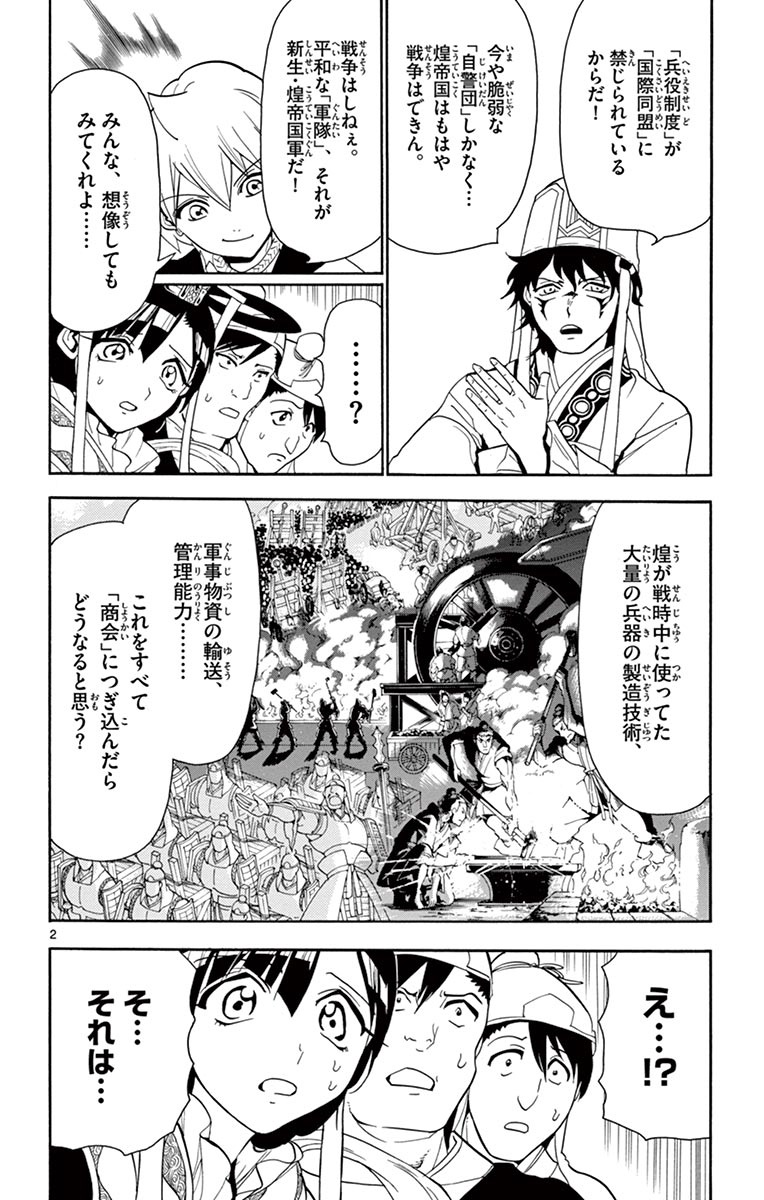 「兵役制度」が
「国際同盟」に
禁じられている
からだ！
今や脆弱な
「自警団」しかなく…
煌帝国はもはや
戦争はできん。
戦争はしねぇ。
平和な「軍隊」、それが
新生・煌帝国軍だ！
みんな、想像しても
みてくれよ……
……？
煌が戦時中に使ってた
大量の兵器の製造技術、
軍事物資の輸送、
管理能力………
これをすべて
「商会」につぎ込んだら
どうなると思う？
2
え…!?
そ…
それは…